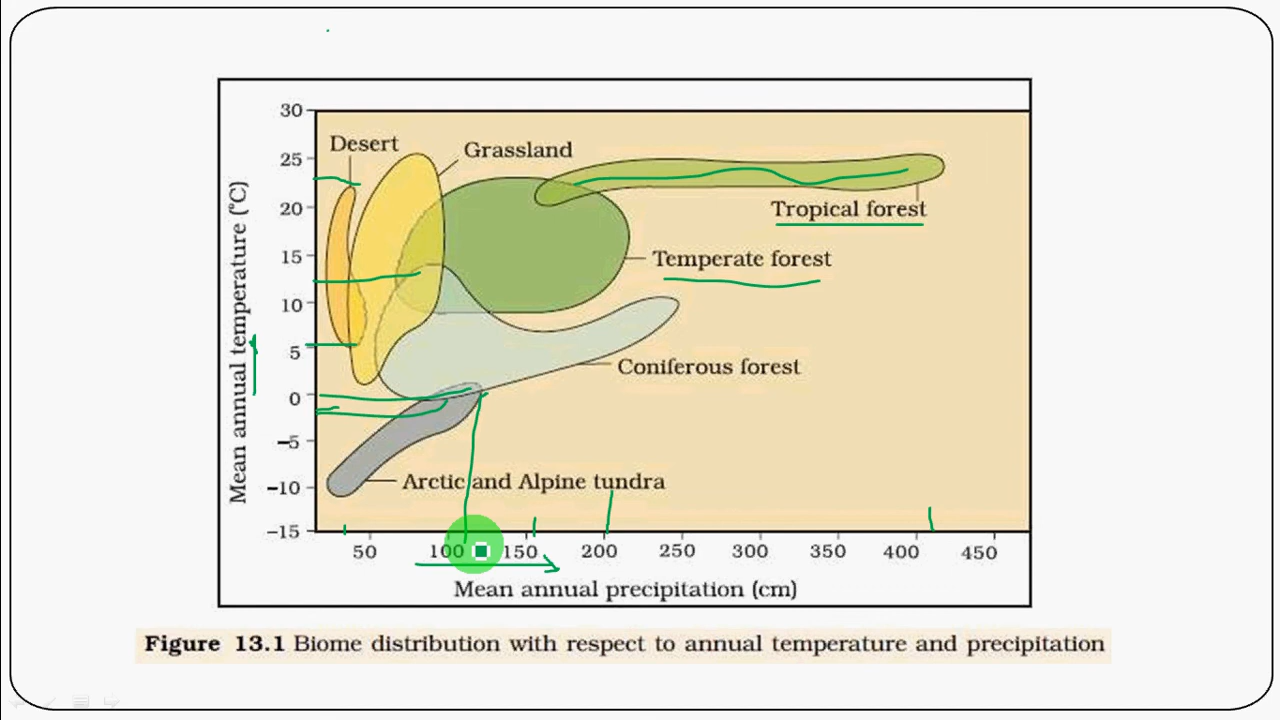 30
Desert
Grassland
25
20
Tropical forest
15
Temperate forest
10
5
Coniferous forest
0
−5
Arctic and Alpine tundra
−10
−15
Mean annual temperature (°C)
50 100 150 200 250 300 350 400 450
Mean annual precipitation (cm)
Figure 13.1 Biome distribution with respect to annual temperature and precipitation